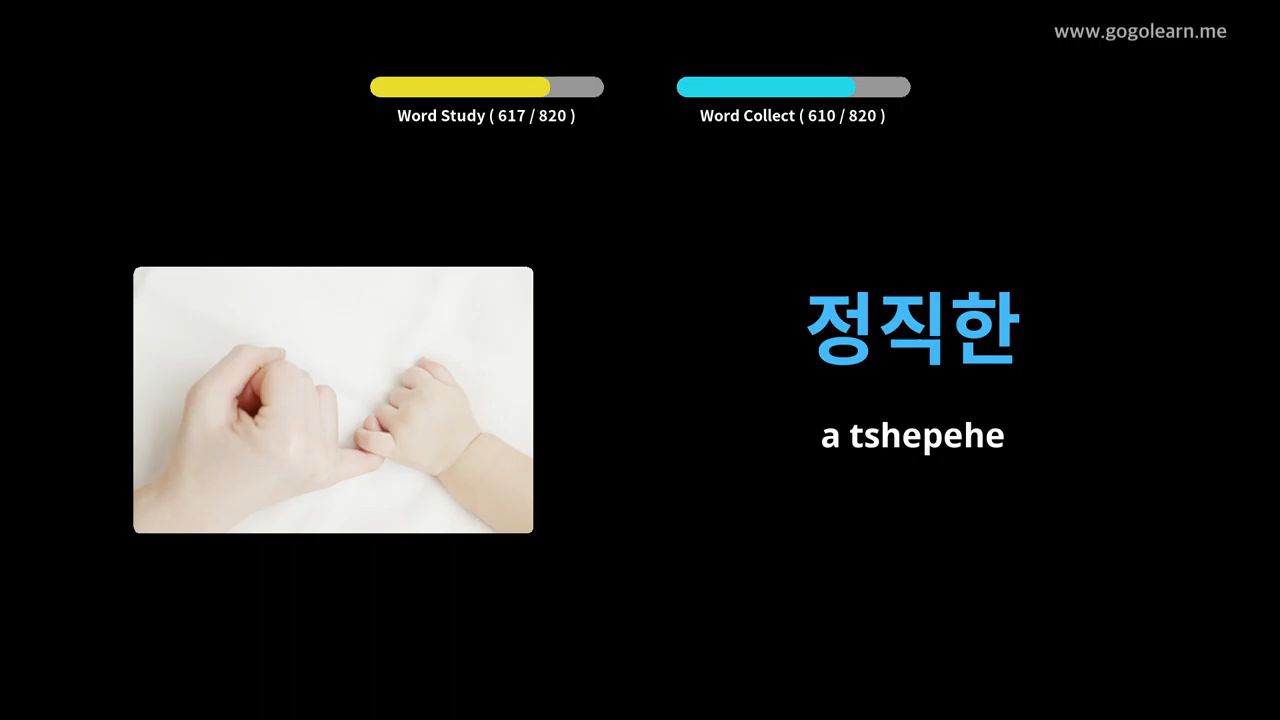 www.gogolearn.me
Word Study ( 617 / 820 )
Word Collect ( 610 / 820 )
정직한
a tshepehe